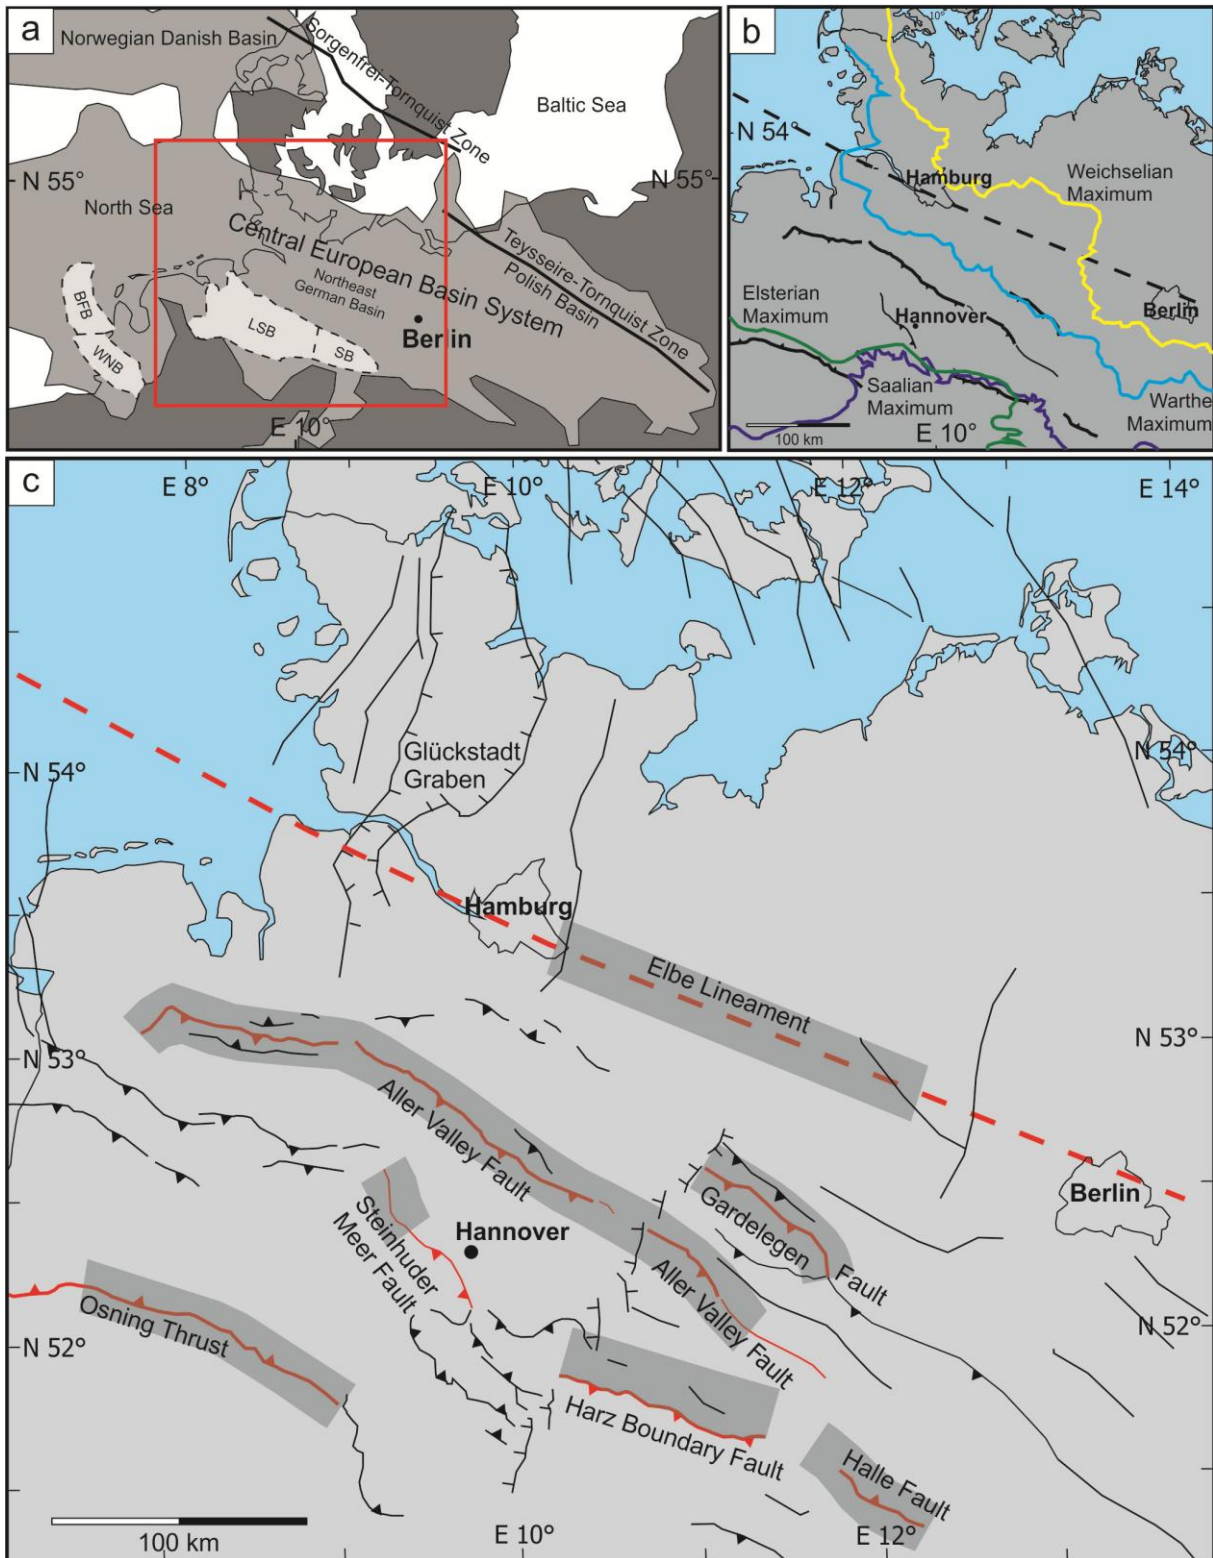 a
Norwegian Danish Basin
Sorgenfrei-Tornquist Zone
Baltic Sea
N 55°
N 55°
North Sea
Central European Basin System
Northeast
German Basin
Teysseire-Tornquist Zone
Polish Basin
BFB
WNB
LSB
SB
Berlin
E 10°
b
10°
N 54°
Hamburg
Weichselian
Maximum
Elsterian
Maximum
Hannover
Berlin
Saalian
Maximum
Warthe
Maximum
100 km
E 10°
c
E 8°
E 10°
E 12°
E 14°
Glückstadt
Graben
N 54°
N 54°
Hamburg
Elbe Lineament
N 53°
N 53°
Aller Valley Fault
Steinhuder
Meer Fault
Hannover
Gardelegen
Fault
Berlin
Aller Valley Fault
Osning Thrust
N 52°
N 52°
Harz Boundary Fault
Halle Fault
100 km
E 10°
E 12°